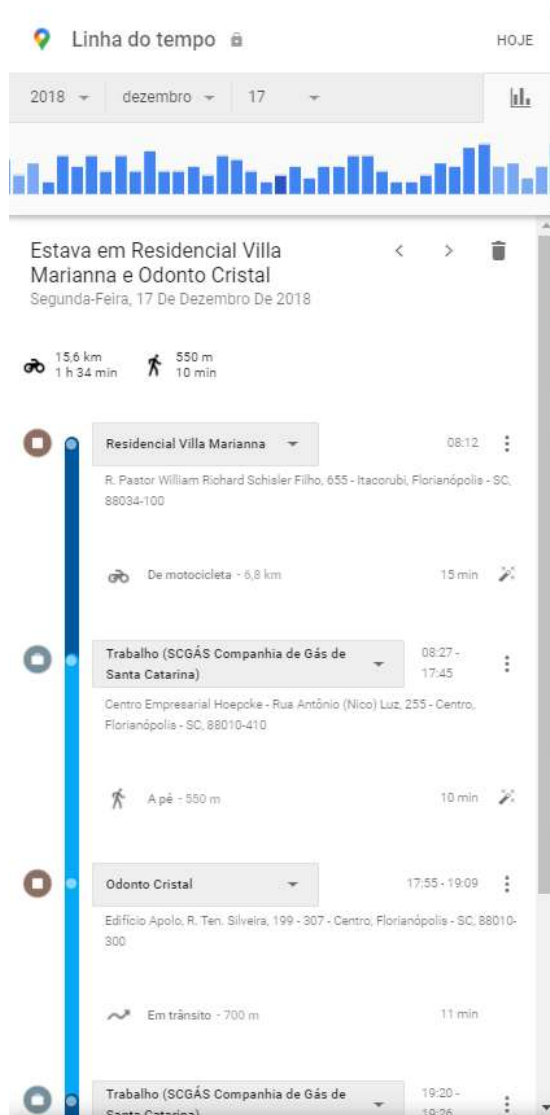 Linha do tempo
HOJE
2018 dezembro 17
Estava em Residencial Villa
Marianna e Odonto Cristal
Segunda-Feira, 17 De Dezembro De 2018
15,6 km
1 h 34 min
550 m
10 min
Residencial Villa Marianna
08:12
R. Pastor William Richard Schisler Filho, 655 - Itacorubi, Florianópolis - SC,
88034-100
De motocicleta - 6,8 km
15 min
Trabalho (SCGÁS Companhia de Gás de
Santa Catarina)
08:27 -
17:45
Centro Empresarial Hoepcke - Rua Antônio (Nico) Luz, 255 - Centro,
Florianópolis - SC, 88010-410
A pé - 550 m
10 min
Odonto Cristal
17:55 - 19:09
Edifício Apolo, R. Ten. Silveira, 199 - 307 - Centro, Florianópolis - SC, 88010-
300
Em trânsito - 700 m
11 min
Trabalho (SCGÁS Companhia de Gás de
Santa Catarina)
19:20 -
19:26